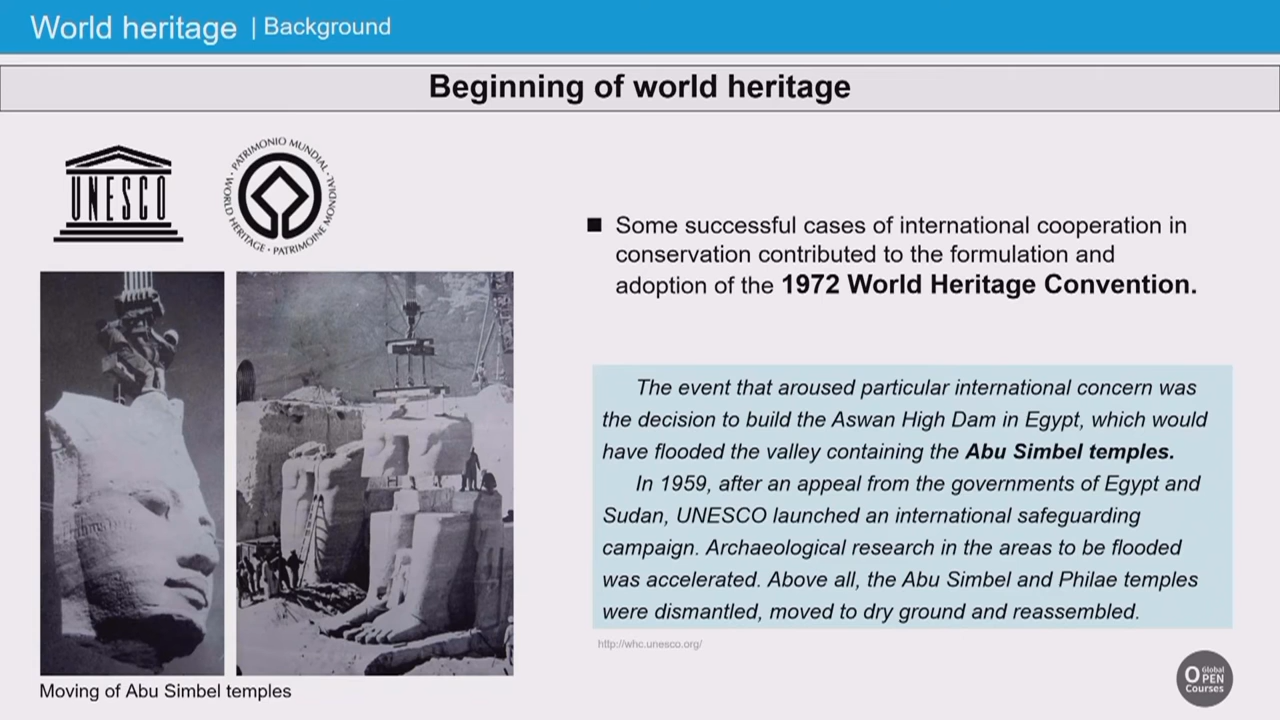 World heritage | Background
Beginning of world heritage
UNESCO
WORLD HERITAGE · PATRIMONIO MUNDIAL · PATRIMOINE MONDIAL ·
■ Some successful cases of international cooperation in
conservation contributed to the formulation and
adoption of the 1972 World Heritage Convention.
The event that aroused particular international concern was
the decision to build the Aswan High Dam in Egypt, which would
have flooded the valley containing the Abu Simbel temples.
In 1959, after an appeal from the governments of Egypt and
Sudan, UNESCO launched an international safeguarding
campaign. Archaeological research in the areas to be flooded
was accelerated. Above all, the Abu Simbel and Philae temples
were dismantled, moved to dry ground and reassembled.
http://whc.unesco.org/
Moving of Abu Simbel temples
Global
OPEN
Courses